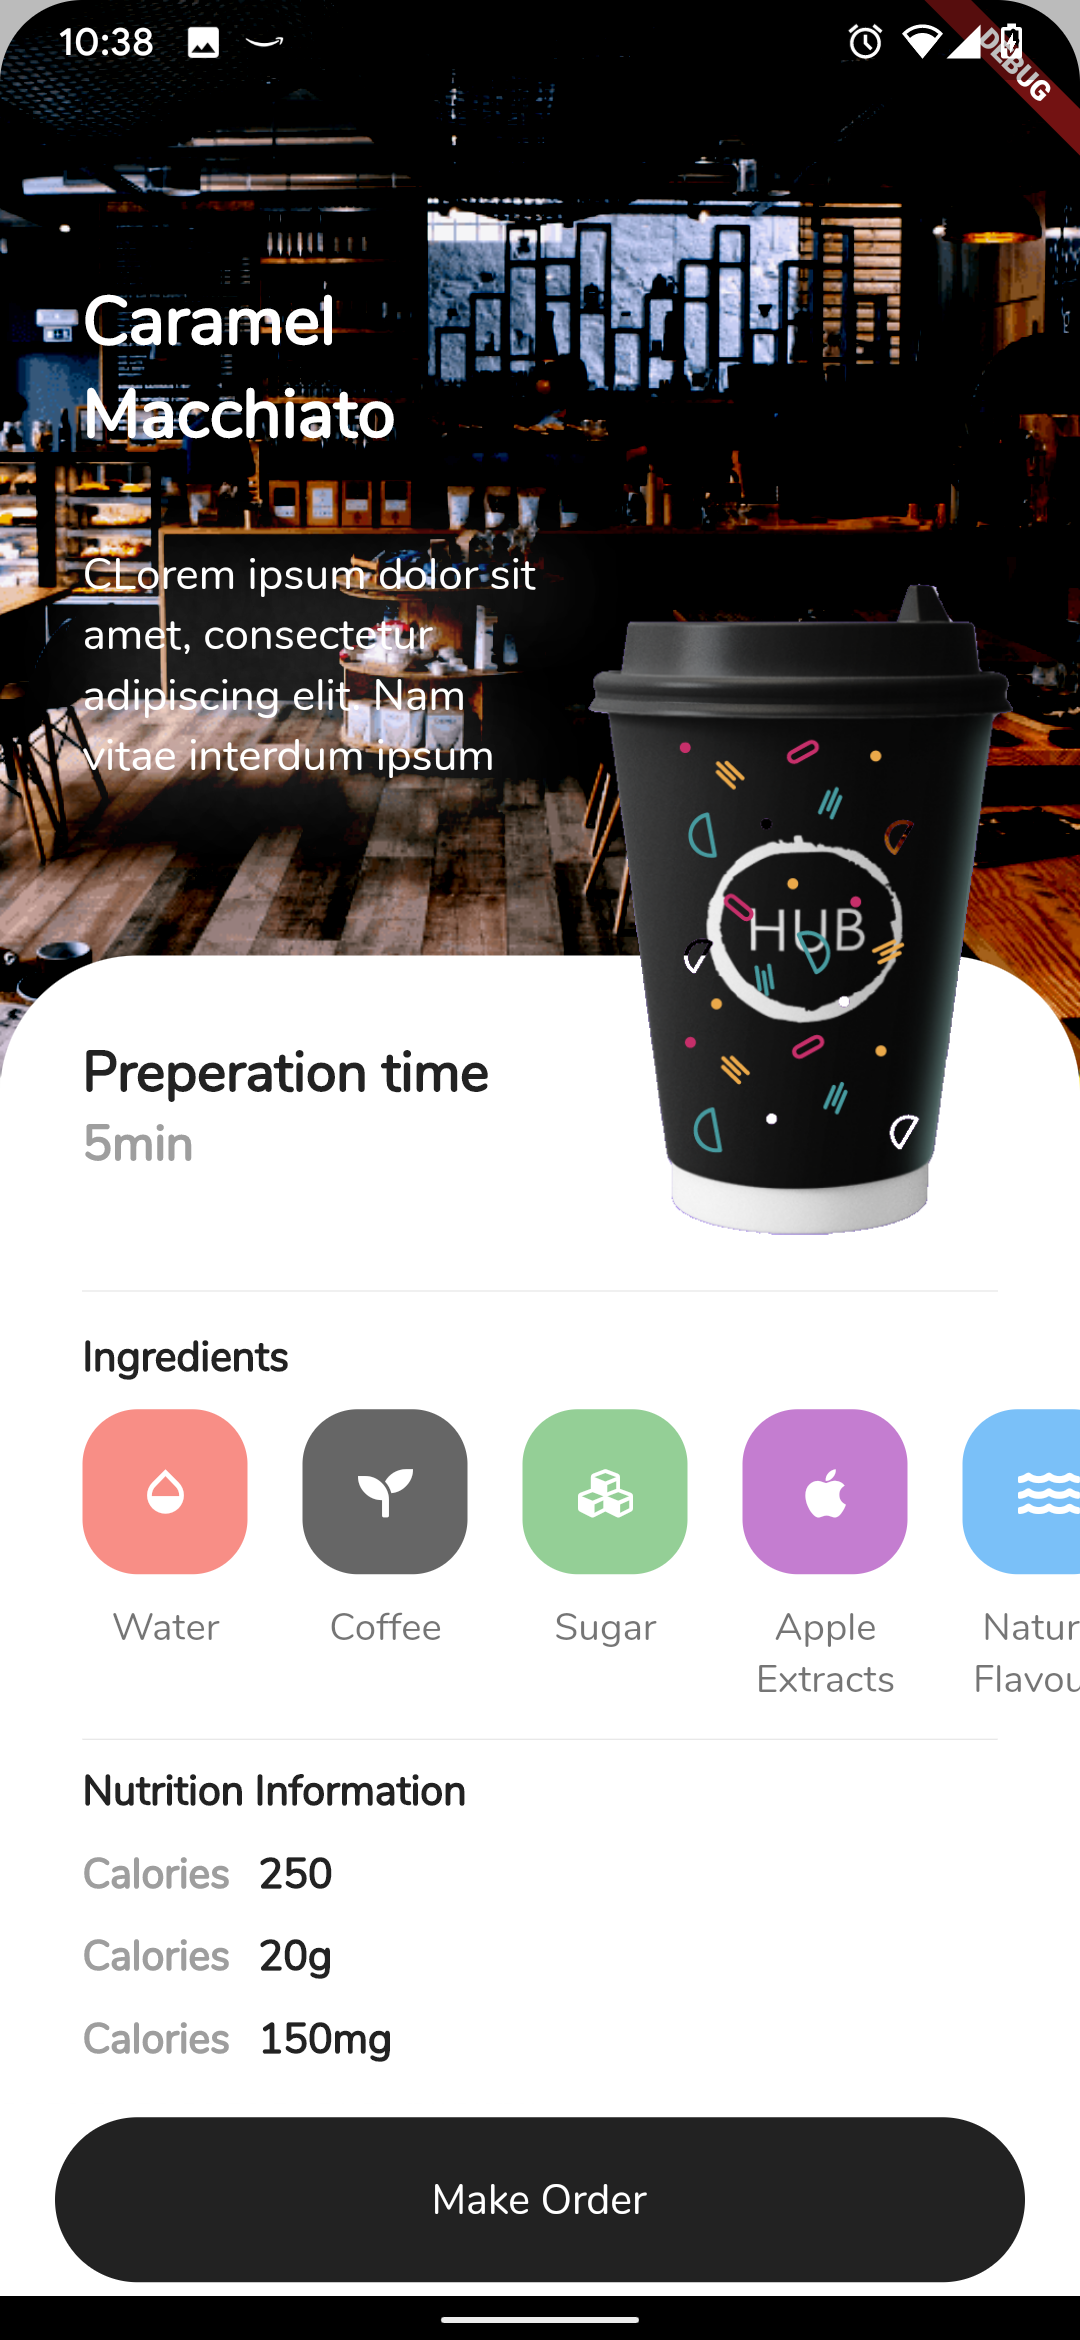 10:38
DEBUG
Caramel
Macchiato
CLorem ipsum dolor sit
amet, consectetur
adipiscing elit. Nam
vitae interdum ipsum
HUB
Preperation time
5min
Ingredients
Water
Coffee
Sugar
Apple
Extracts
Natur
Flavou
Nutrition Information
Calories 250
Calories 20g
Calories 150mg
Make Order